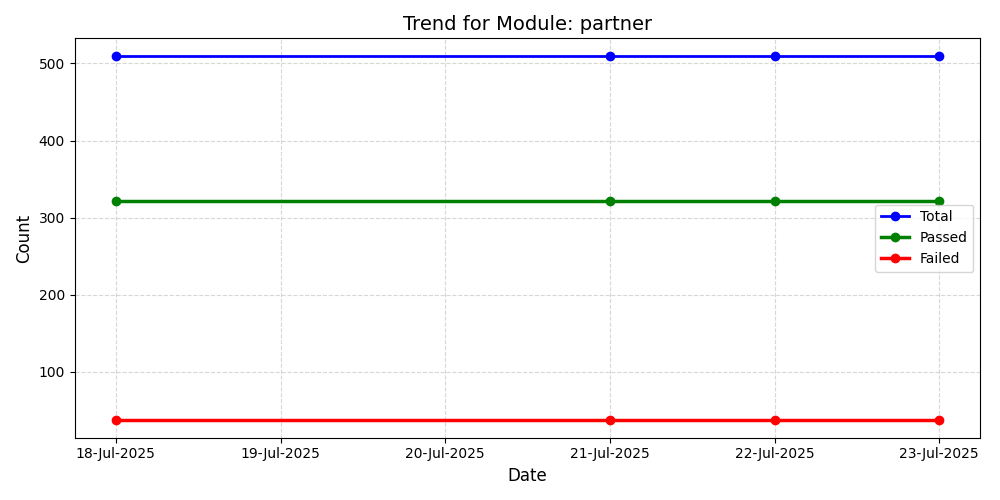 Trend for Module: partner
500
400
300
200
100
Count
Total
Passed
Failed
18-Jul-2025
19-Jul-2025
20-Jul-2025
21-Jul-2025
22-Jul-2025
23-Jul-2025
Date